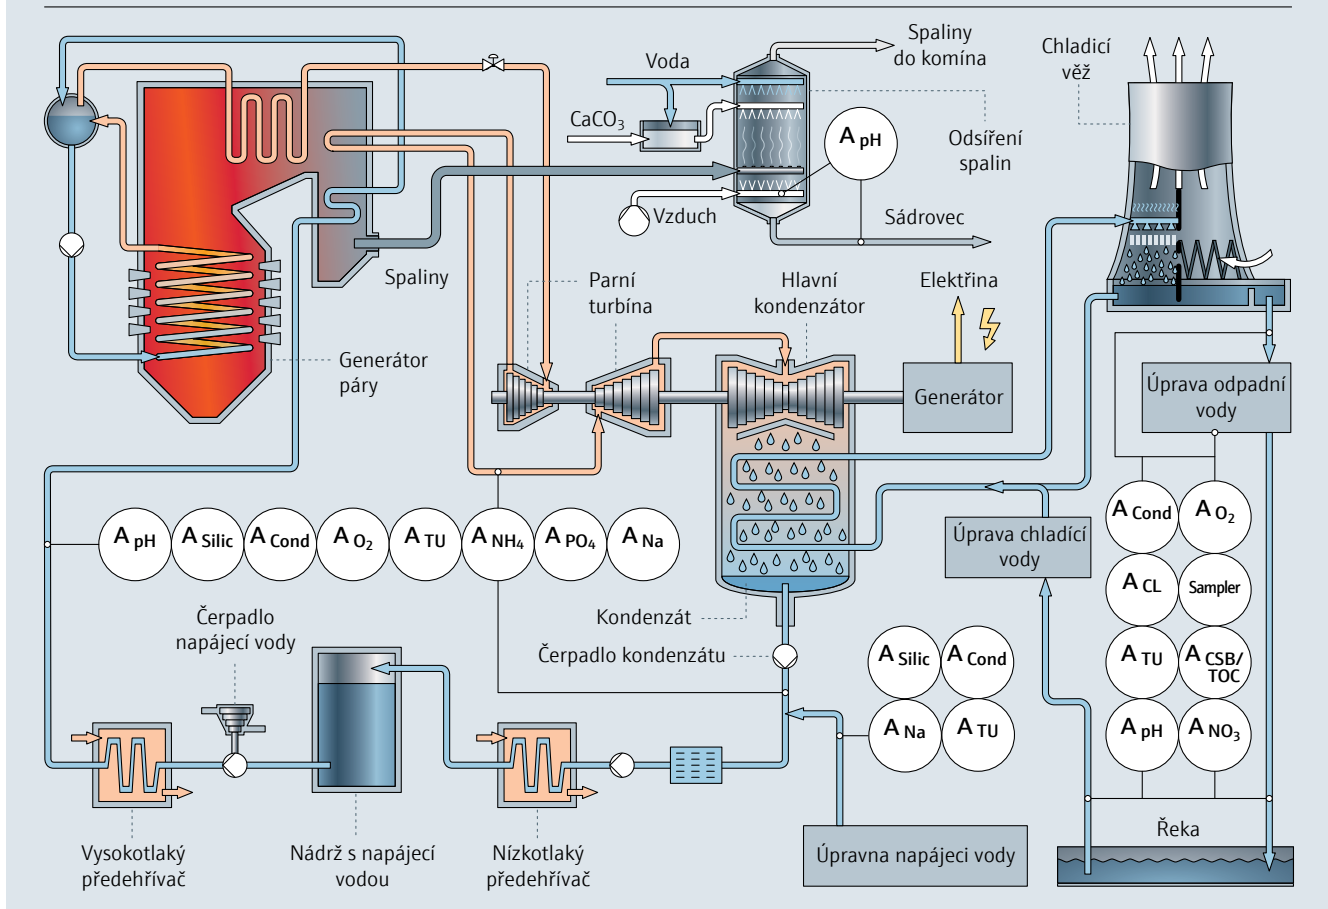 Spaliny
do komína
Chladicí
věž
Voda
CaCO₃
A pH
Odsíření
spalin
Vzduch
Sádrovec
Spaliny
Parní
turbína
Hlavní
kondenzátor
Elektřina
Generátor
páry
Generátor
Úprava odpadní
vody
A pH
A Silic
A Cond
A O₂
A TU
A NH₄
A PO₄
A Na
Úprava chladící
vody
A Cond
A O₂
A CL
Sampler
A TU
A CSB/
TOC
A pH
A NO₃
Kondenzát
Čerpadlo
napájecí vody
Čerpadlo kondenzátu
A Silic
A Cond
A Na
A TU
Řeka
Vysokotlaký
předehřívač
Nádrž s napájecí
vodou
Nízkotlaký
předehřívač
Úpravna napájeci vody